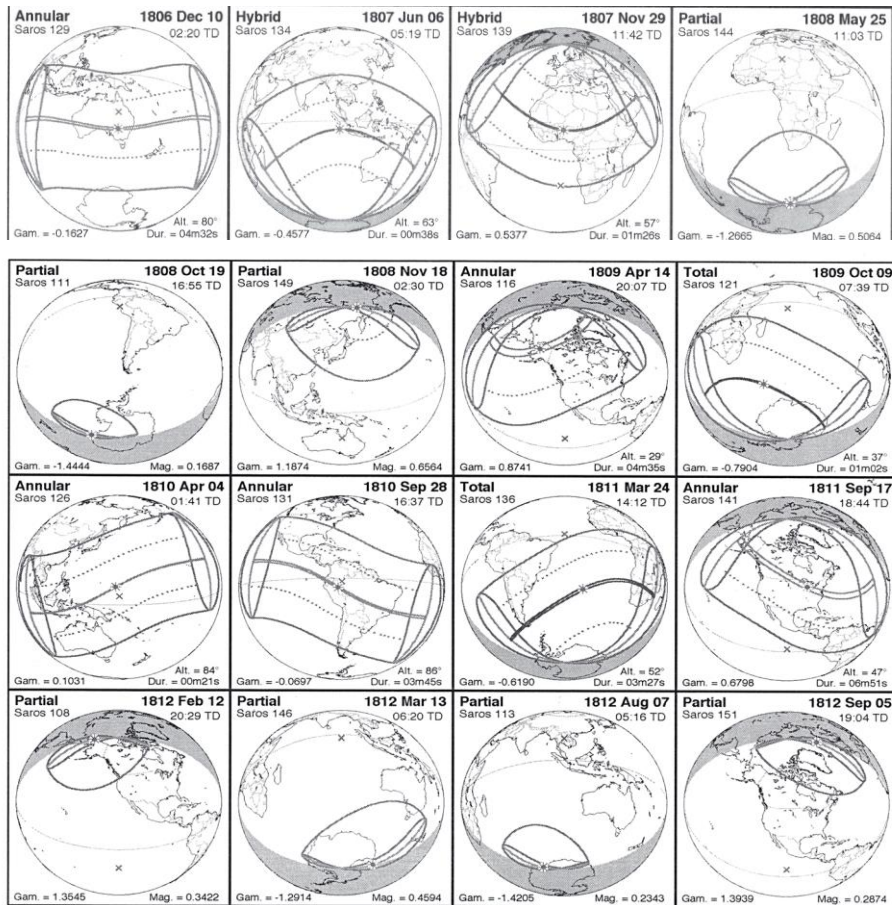 Annular 1806 Dec 10
Saros 129 02:20 TD
Gam. = -0.1627 Alt. = 80° Dur. = 04m32s
Hybrid 1807 Jun 06
Saros 134 05:19 TD
Gam. = -0.4577 Alt. = 63° Dur. = 00m38s
Hybrid 1807 Nov 29
Saros 139 11:42 TD
Gam. = 0.5377 Alt. = 57° Dur. = 01m26s
Partial 1808 May 25
Saros 144 11:03 TD
Gam. = -1.2665 Mag. = 0.5064
Partial 1808 Oct 19
Saros 111 16:55 TD
Gam. = -1.4444 Mag. = 0.1687
Partial 1808 Nov 18
Saros 149 02:30 TD
Gam. = 1.1874 Mag. = 0.6564
Annular 1809 Apr 14
Saros 116 20:07 TD
Alt. = 29°
Gam. = 0.8741 Dur. = 04m35s
Total 1809 Oct 09
Saros 121 07:39 TD
Alt. = 37°
Gam. = -0.7904 Dur. = 01m02s
Annular 1810 Apr 04
Saros 126 01:41 TD
Alt. = 84°
Gam. = 0.1031 Dur. = 00m21s
Annular 1810 Sep 28
Saros 131 16:37 TD
Alt. = 86°
Gam. = -0.0697 Dur. = 03m45s
Total 1811 Mar 24
Saros 136 14:12 TD
Alt. = 52°
Gam. = -0.6190 Dur. = 03m27s
Annular 1811 Sep 17
Saros 141 18:44 TD
Alt. = 47°
Gam. = 0.6798 Dur. = 06m51s
Partial 1812 Feb 12
Saros 108 20:29 TD
Gam. = 1.3545 Mag. = 0.3422
Partial 1812 Mar 13
Saros 146 06:20 TD
Gam. = -1.2914 Mag. = 0.4594
Partial 1812 Aug 07
Saros 113 05:16 TD
Gam. = -1.4205 Mag. = 0.2343
Partial 1812 Sep 05
Saros 151 19:04 TD
Gam. = 1.3939 Mag. = 0.2874